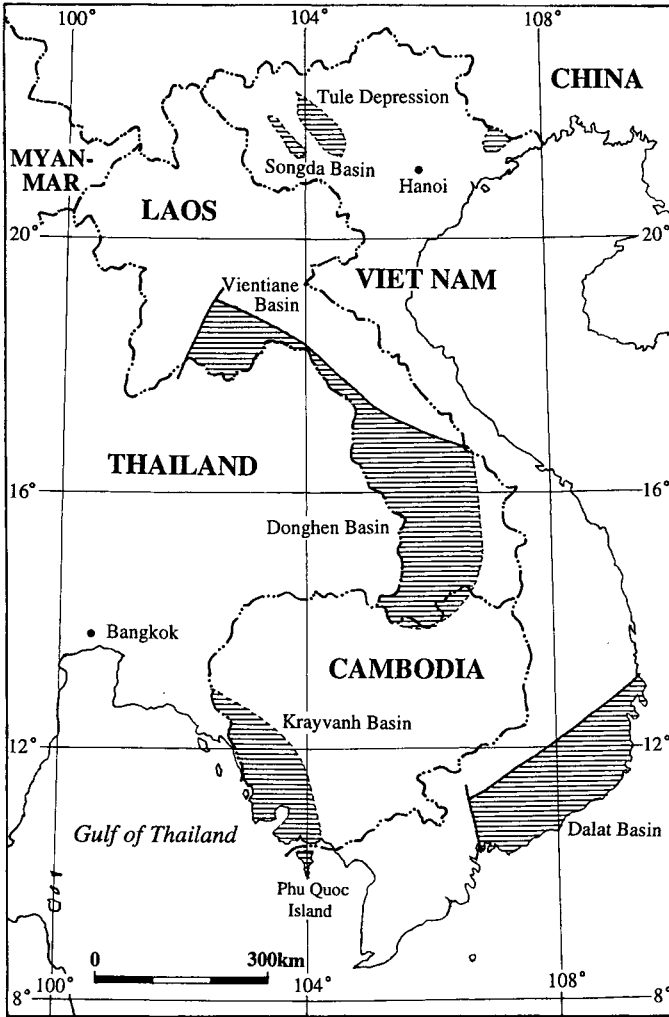 100°
104°
108°
CHINA
Tule Depression
MYAN-
MAR
Songda Basin
Hanoi
LAOS
20°
20°
VIET NAM
Vientiane
Basin
THAILAND
16°
16°
Donghen Basin
Bangkok
CAMBODIA
Krayvanh Basin
12°
12°
Gulf of Thailand
Dalat Basin
Phu Quoc
Island
0
300km
100°
104°
108°
8°
8°